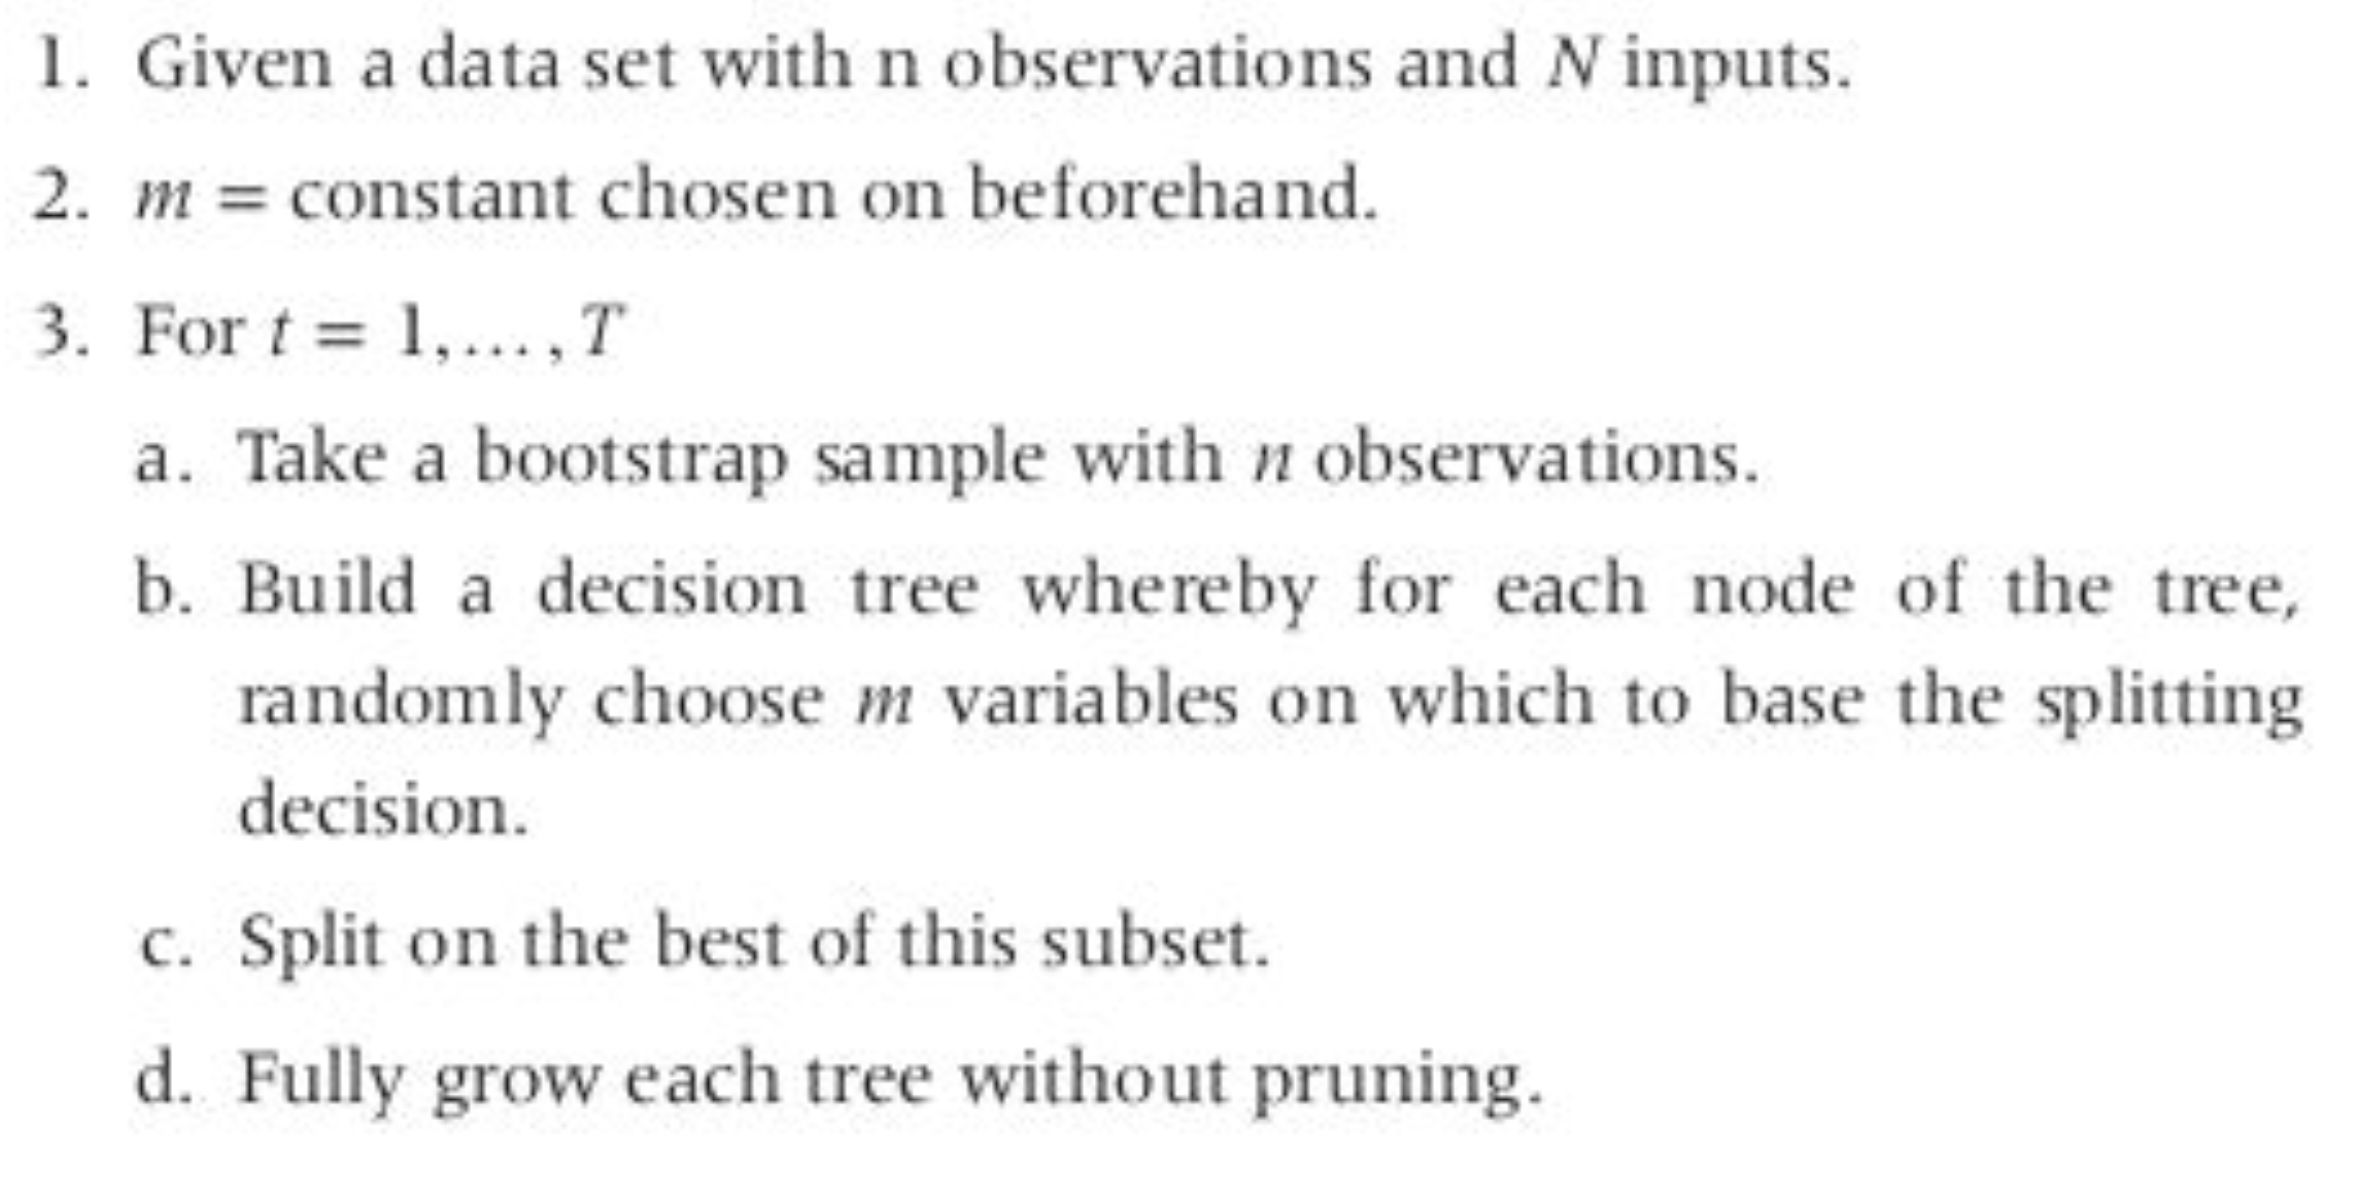 1. Given a data set with n observations and N inputs.
2. m = constant chosen on beforehand.
3. For t = 1,...,T
a. Take a bootstrap sample with n observations.
b. Build a decision tree whereby for each node of the tree,
randomly choose m variables on which to base the splitting
decision.
c. Split on the best of this subset.
d. Fully grow each tree without pruning.